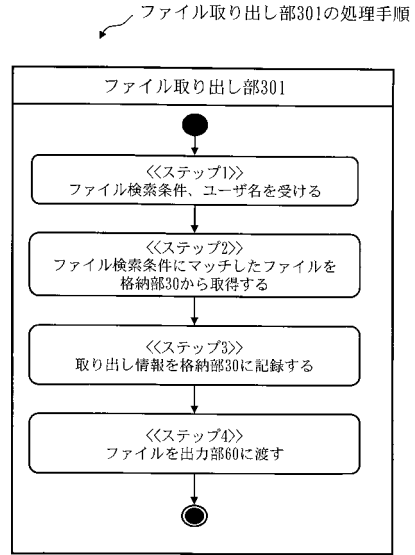 ファイル取り出し部301の処理手順
ファイル取り出し部301
<<ステップ1>>
ファイル検索条件、ユーザ名を受ける
<<ステップ2>>
ファイル検索条件にマッチしたファイルを
格納部30から取得する
<<ステップ3>>
取り出し情報を格納部30に記録する
<<ステップ4>>
ファイルを出力部60に渡す